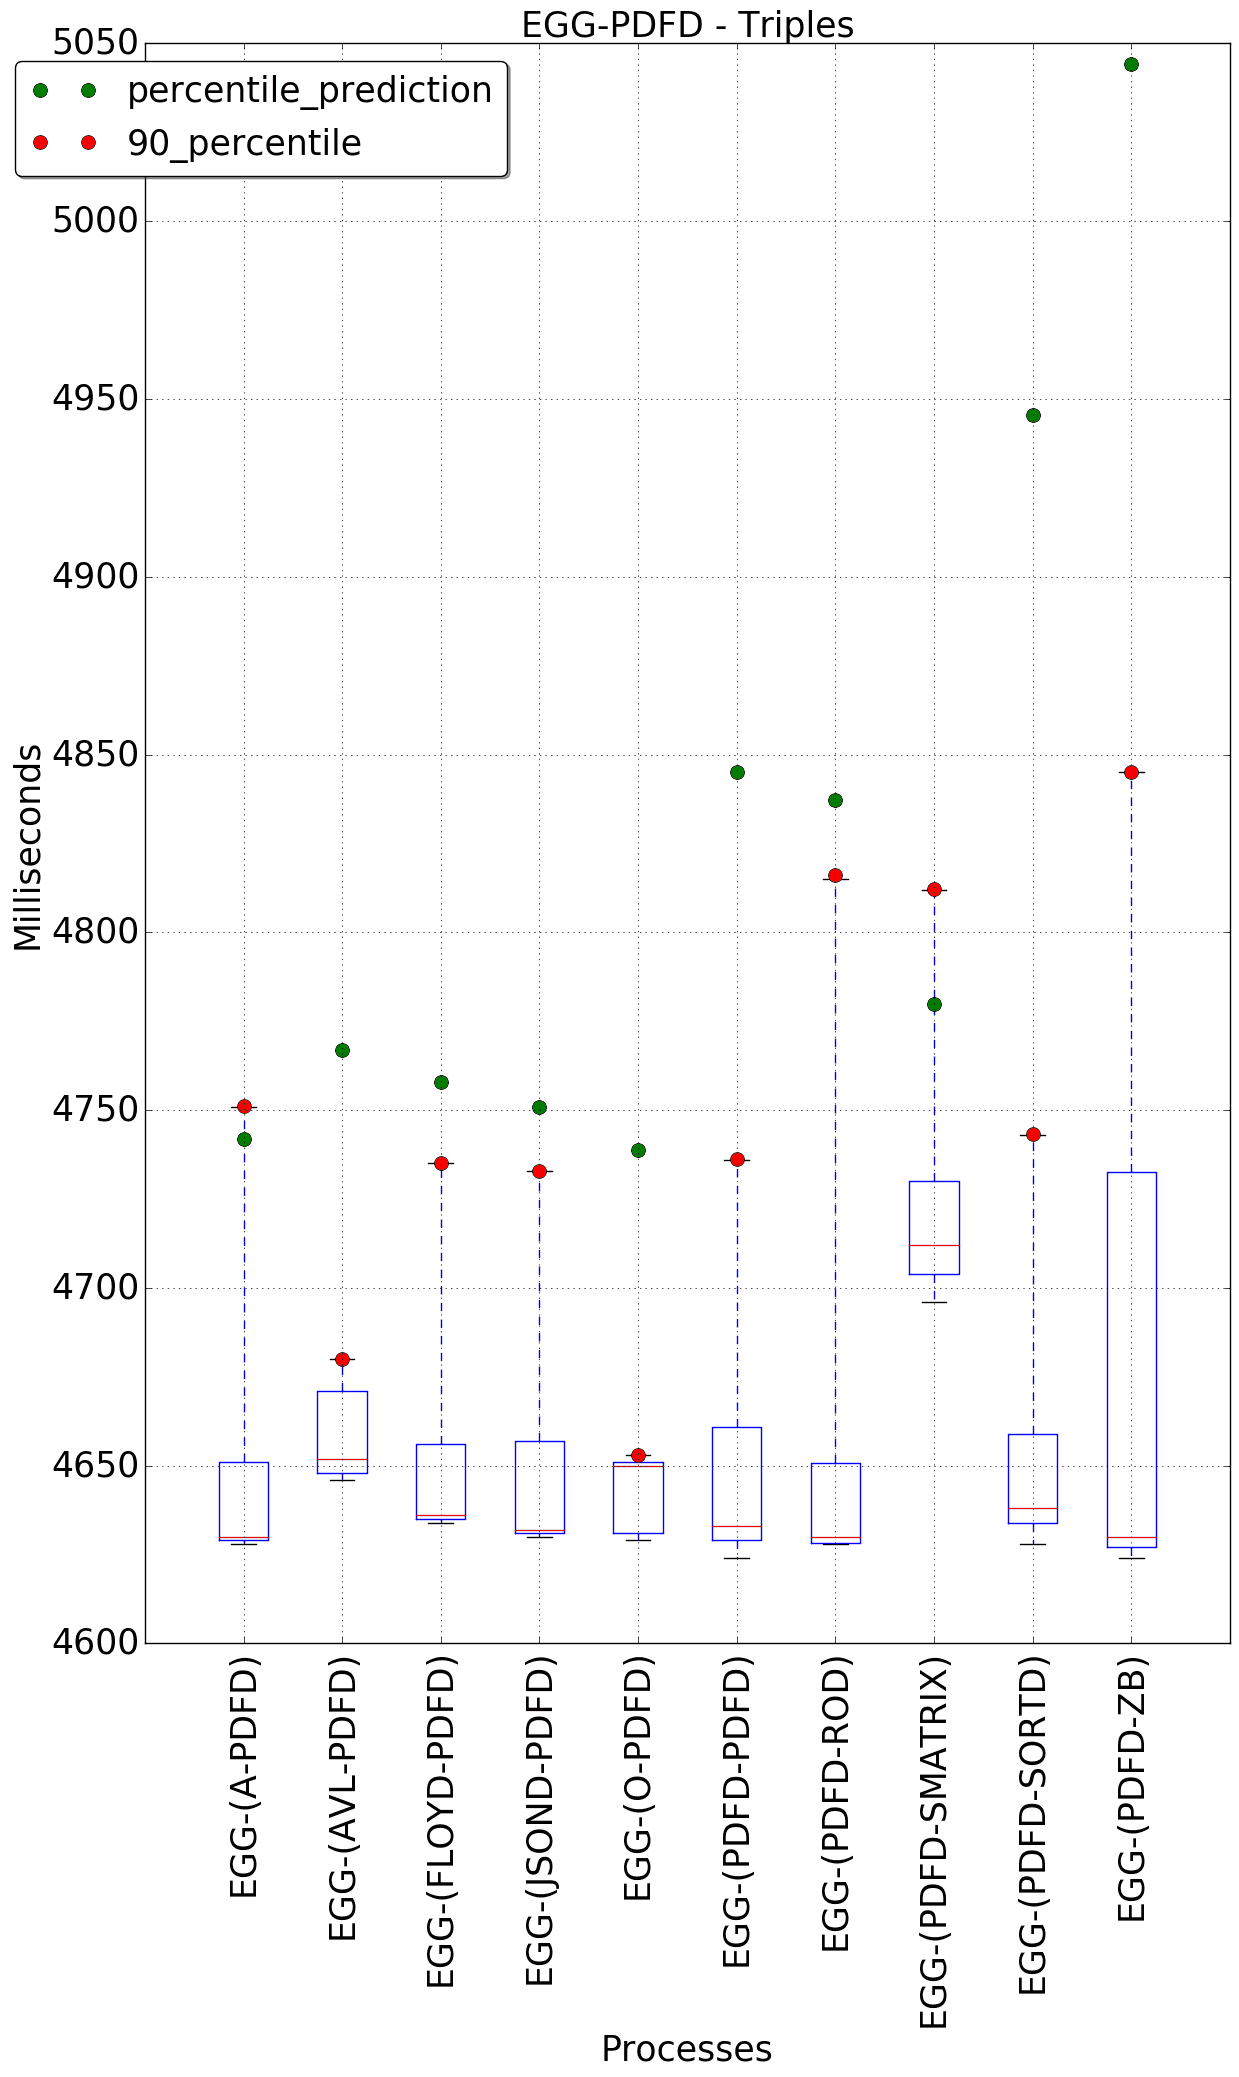 EGG-PDFD - Triples
percentile_prediction
90_percentile
5050
5000
4950
4900
4850
4800
4750
4700
4650
4600
Milliseconds
EGG-(A-PDFD)
EGG-(AVL-PDFD)
EGG-(FLOYD-PDFD)
EGG-(JSOND-PDFD)
EGG-(O-PDFD)
EGG-(PDFD-PDFD)
EGG-(PDFD-ROD)
EGG-(PDFD-SMATRIX)
EGG-(PDFD-SORTD)
EGG-(PDFD-ZB)
Processes